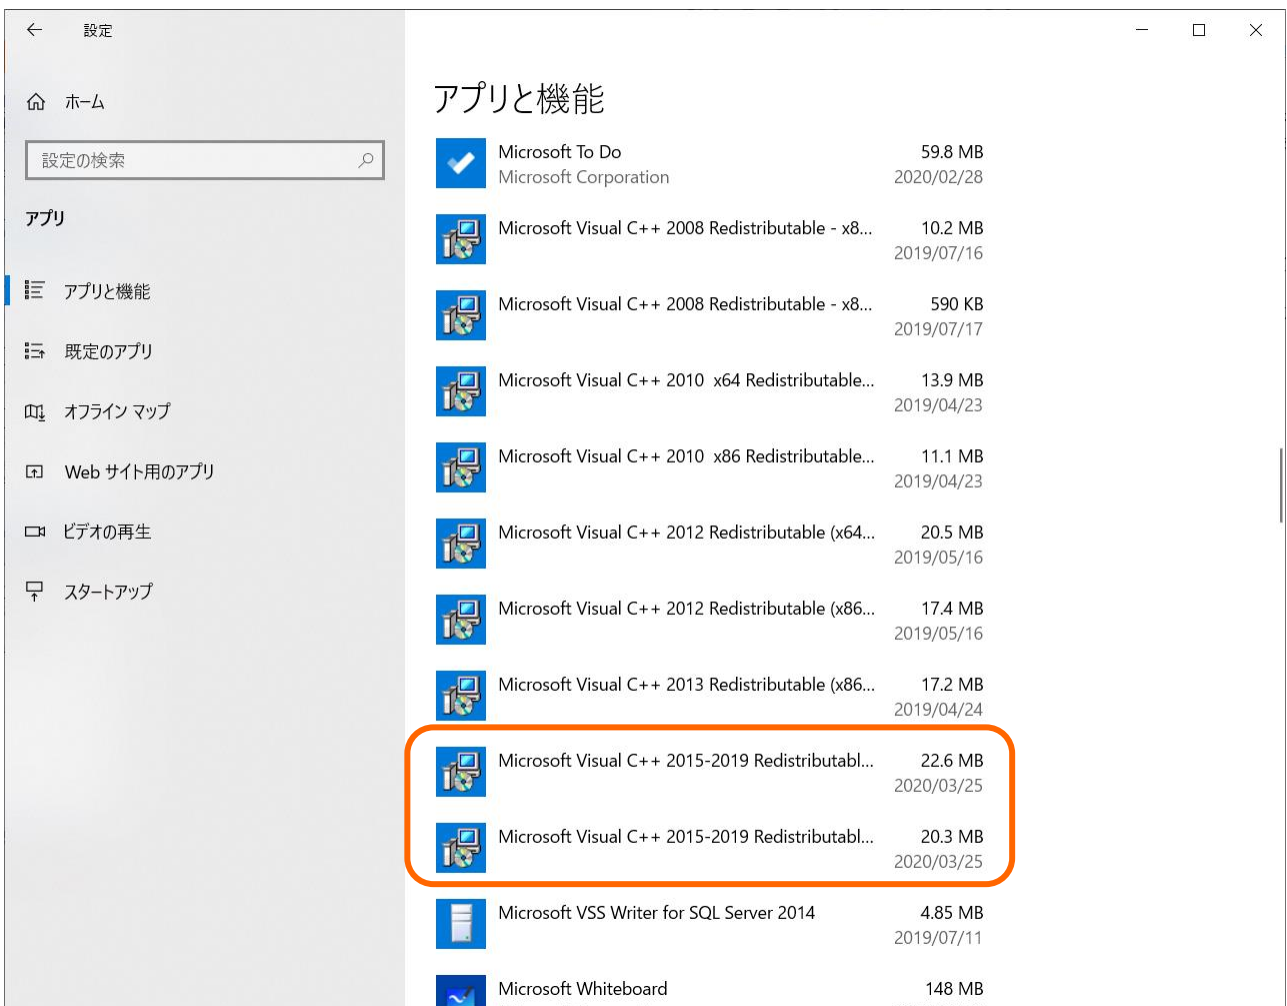 設定
ホーム
設定の検索
アプリ
アプリと機能
既定のアプリ
オフライン マップ
Web サイト用のアプリ
ビデオの再生
スタートアップ
アプリと機能
Microsoft To Do 59.8 MB
Microsoft Corporation 2020/02/28
Microsoft Visual C++ 2008 Redistributable - x8... 10.2 MB
2019/07/16
Microsoft Visual C++ 2008 Redistributable - x8... 590 KB
2019/07/17
Microsoft Visual C++ 2010  x64 Redistributable... 13.9 MB
2019/04/23
Microsoft Visual C++ 2010  x86 Redistributable... 11.1 MB
2019/04/23
Microsoft Visual C++ 2012 Redistributable (x64... 20.5 MB
2019/05/16
Microsoft Visual C++ 2012 Redistributable (x86... 17.4 MB
2019/05/16
Microsoft Visual C++ 2013 Redistributable (x86... 17.2 MB
2019/04/24
Microsoft Visual C++ 2015-2019 Redistributabl... 22.6 MB
2020/03/25
Microsoft Visual C++ 2015-2019 Redistributabl... 20.3 MB
2020/03/25
Microsoft VSS Writer for SQL Server 2014 4.85 MB
2019/07/11
Microsoft Whiteboard 148 MB